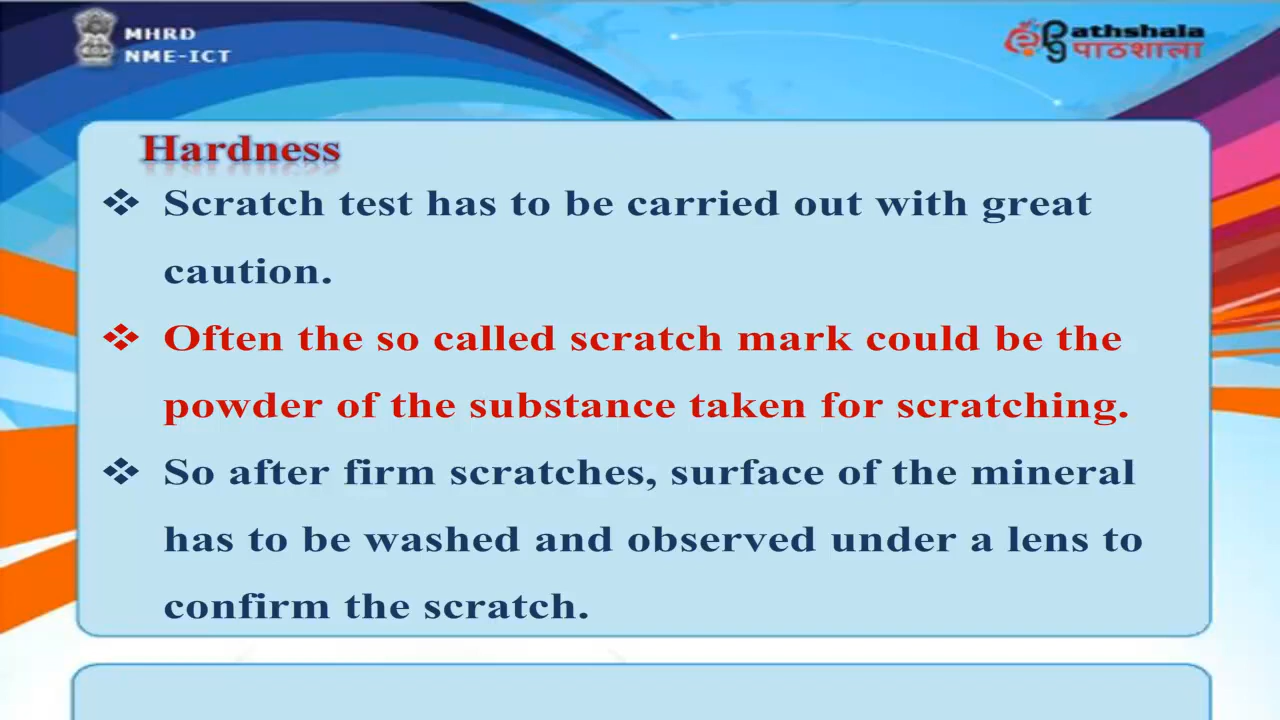 MHRD
NME-ICT
ePG athshala
पाठशाला
Hardness
❖ Scratch test has to be carried out with great
caution.
❖ Often the so called scratch mark could be the
powder of the substance taken for scratching.
❖ So after firm scratches, surface of the mineral
has to be washed and observed under a lens to
confirm the scratch.